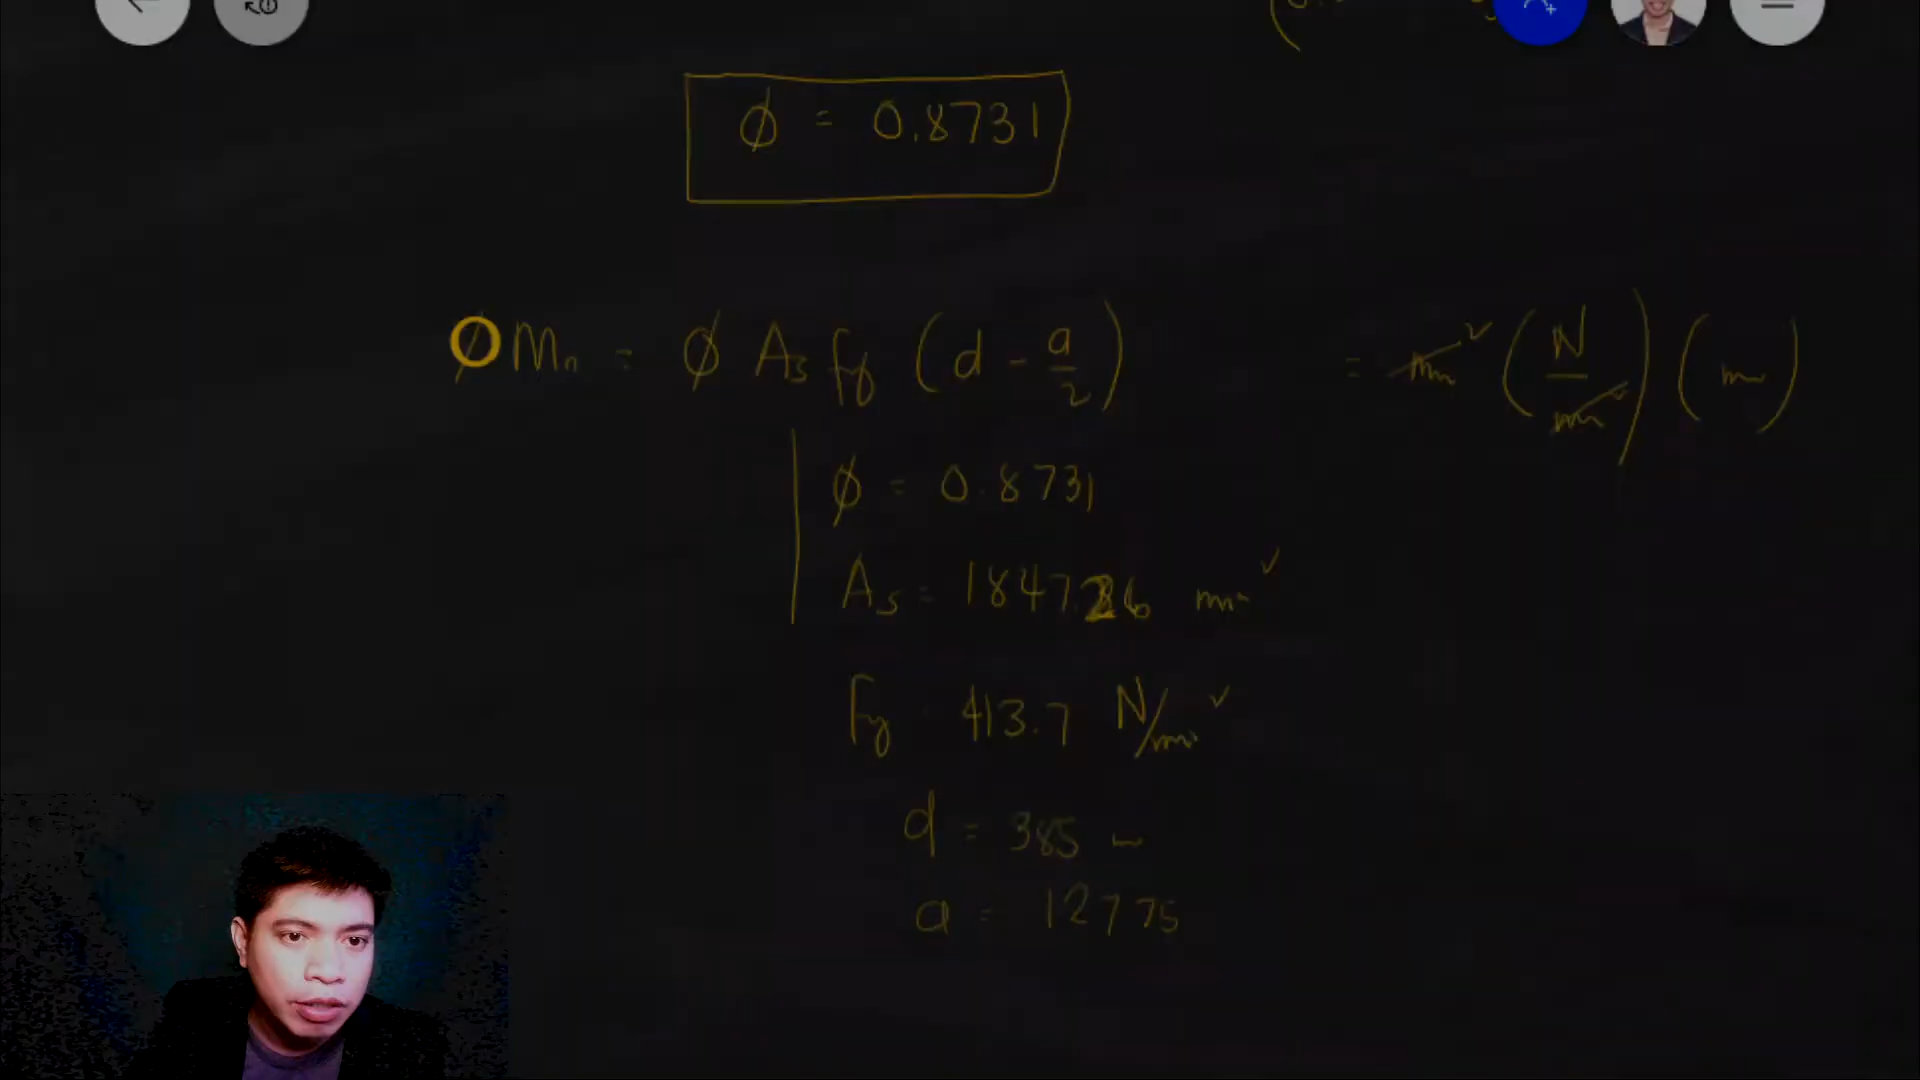 ϕ = 0.8731
ϕMn = ϕ As fy (d - a/2) = mm² (N/mm²) (mm)
ϕ = 0.8731
As = 1847.26 mm²
Fy = 413.7 N/mm²
d = 385 mm
a = 127.75